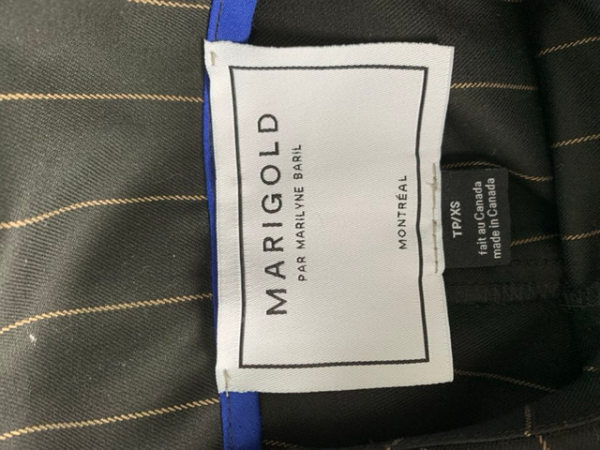 MARIGOLD
PAR MARILYNE BARIL
MONTRÉAL
TP/XS
fait au Canada
made in Canada